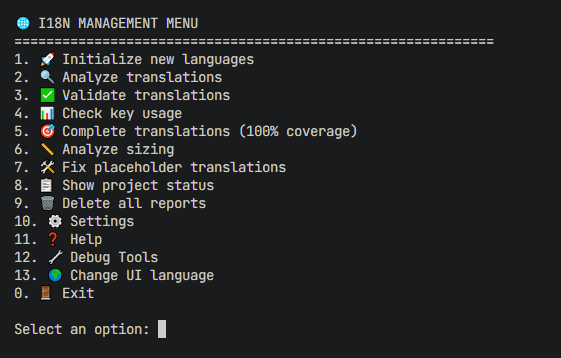 🌐 I18N MANAGEMENT MENU
============================================================
1. 🚀 Initialize new languages
2. 🔍 Analyze translations
3. ✅ Validate translations
4. 📊 Check key usage
5. 🎯 Complete translations (100% coverage)
6. 📏 Analyze sizing
7. 🛠️ Fix placeholder translations
8. 📋 Show project status
9. 🗑️ Delete all reports
10. ⚙️ Settings
11. ❓ Help
12. 🔧 Debug Tools
13. 🌍 Change UI language
0. 🚪 Exit
Select an option: